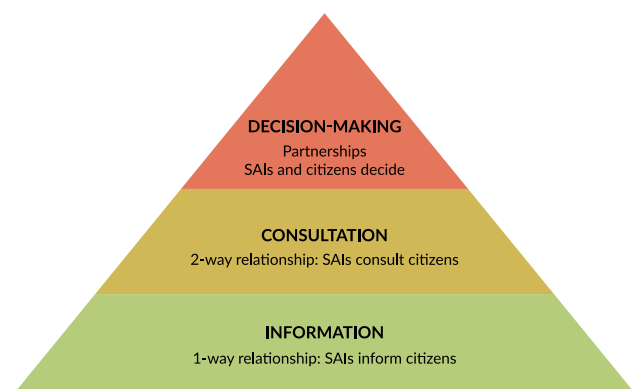 DECISION-MAKING
Partnerships
SAIs and citizens decide
CONSULTATION
2-way relationship: SAIs consult citizens
INFORMATION
1-way relationship: SAIs inform citizens